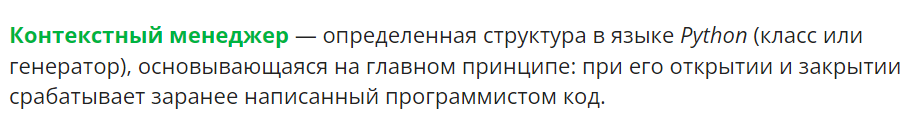 Контекстный менеджер — определенная структура в языке Python (класс или
генератор), основывающаяся на главном принципе: при его открытии и закрытии
срабатывает заранее написанный программистом код.